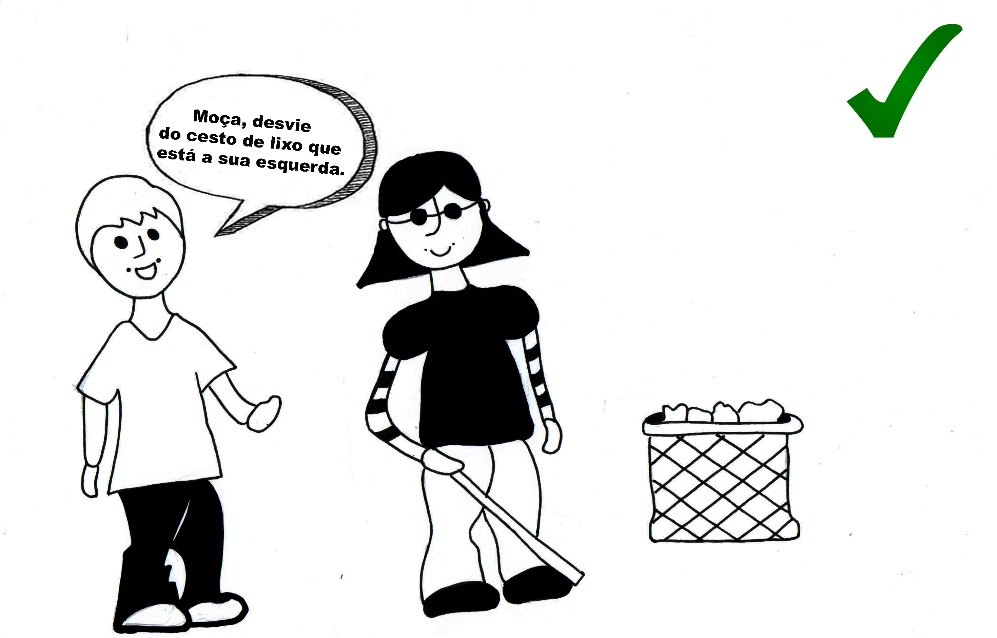 Moça, desvie
do cesto de lixo que
está a sua esquerda.